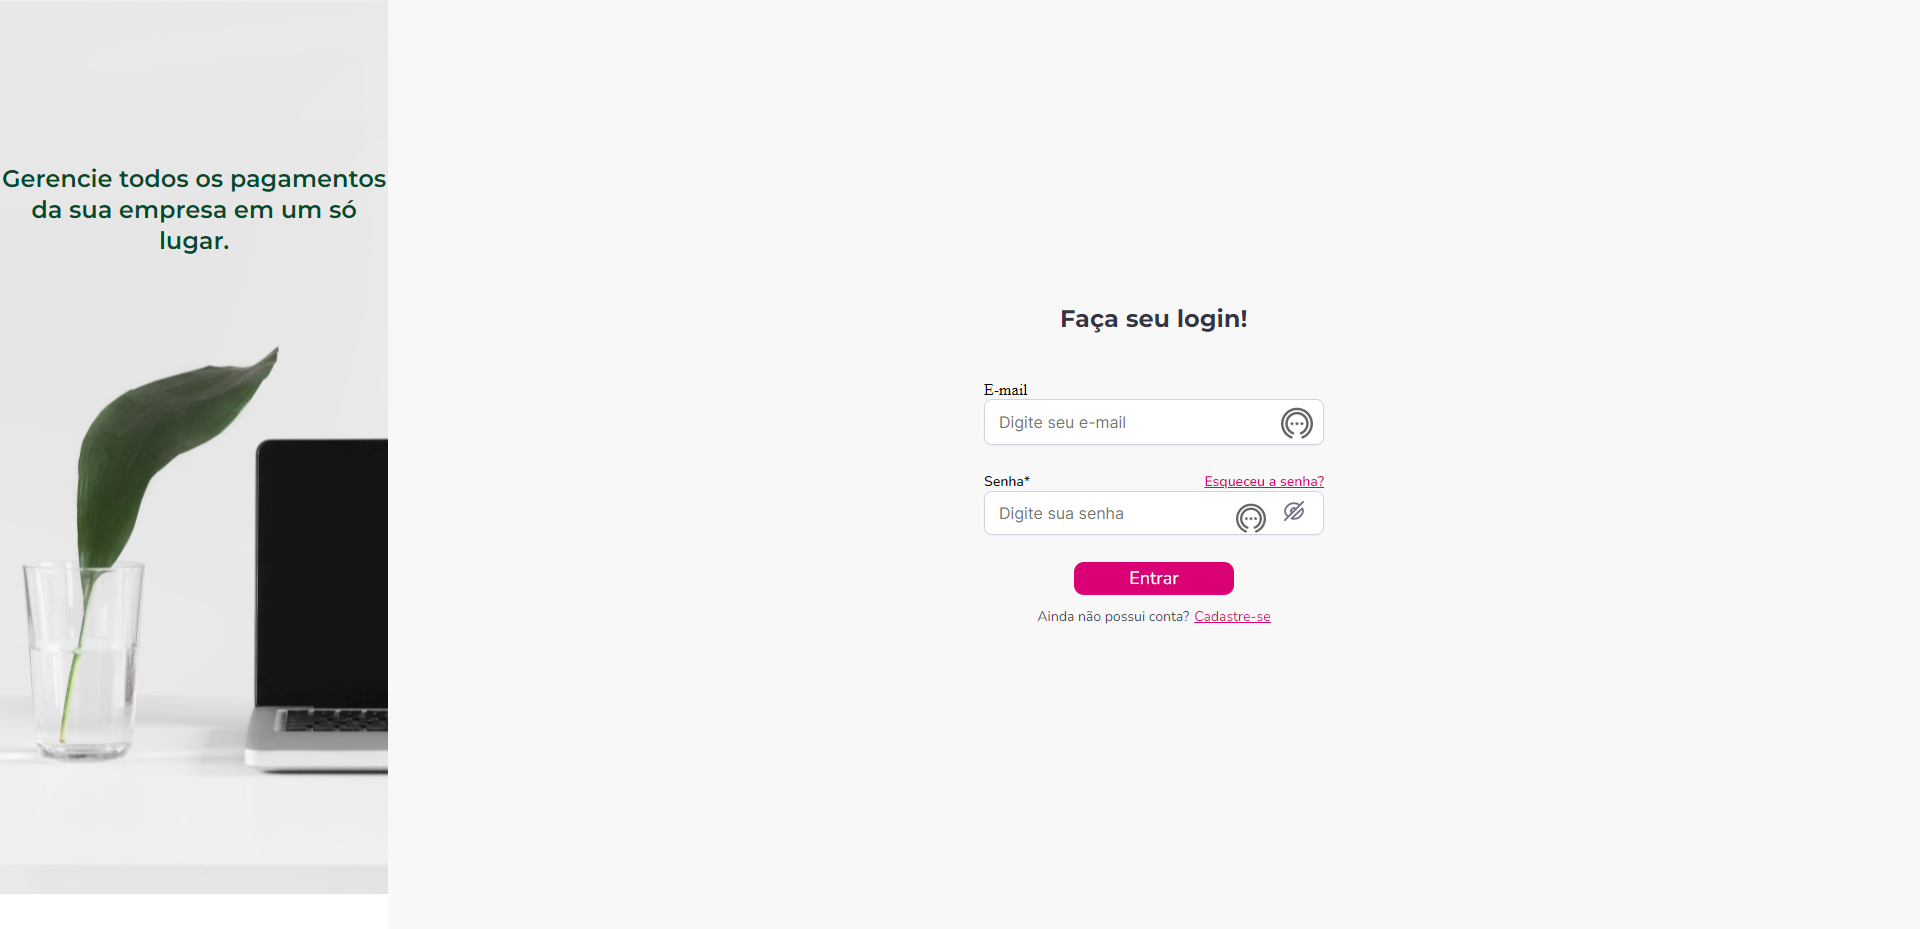 Gerencie todos os pagamentos
da sua empresa em um só
lugar.
Faça seu login!
E-mail
Digite seu e-mail
Senha*
Esqueceu a senha?
Digite sua senha
Entrar
Ainda não possui conta? Cadastre-se